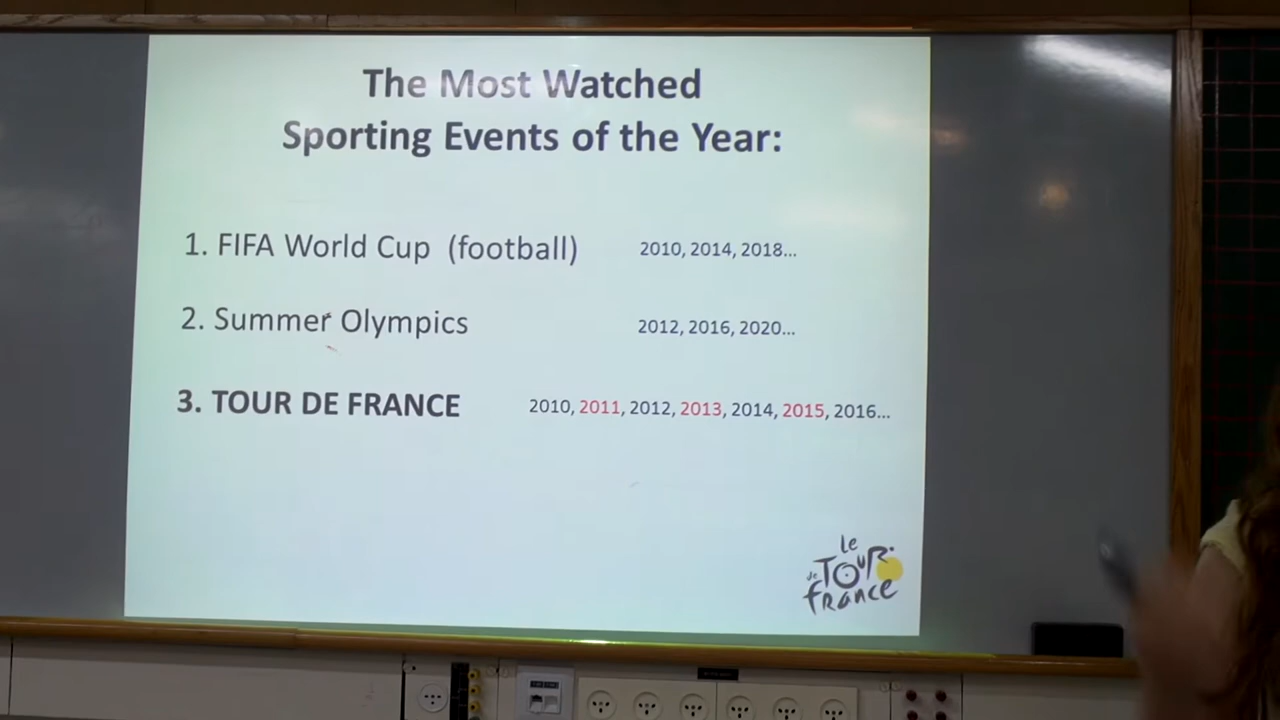 The Most Watched
Sporting Events of the Year:
1. FIFA World Cup (football) 2010, 2014, 2018...
2. Summer Olympics 2012, 2016, 2020...
3. TOUR DE FRANCE 2010, 2011, 2012, 2013, 2014, 2015, 2016...
le
de TOUR
france